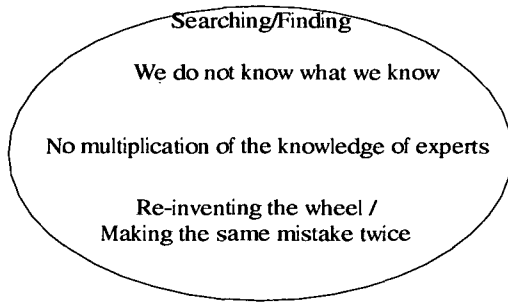 Searching/Finding
We do not know what we know
No multiplication of the knowledge of experts
Re-inventing the wheel /
Making the same mistake twice